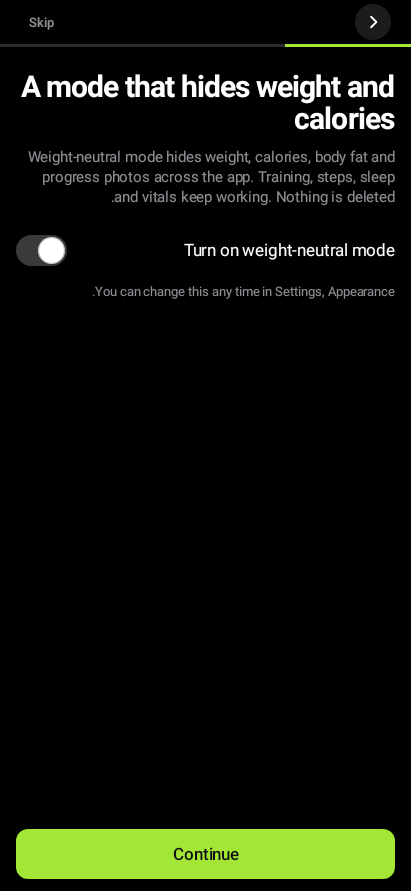 Skip
A mode that hides weight and
calories
Weight-neutral mode hides weight, calories, body fat and
progress photos across the app. Training, steps, sleep
and vitals keep working. Nothing is deleted.
Turn on weight-neutral mode
You can change this any time in Settings, Appearance.
Continue